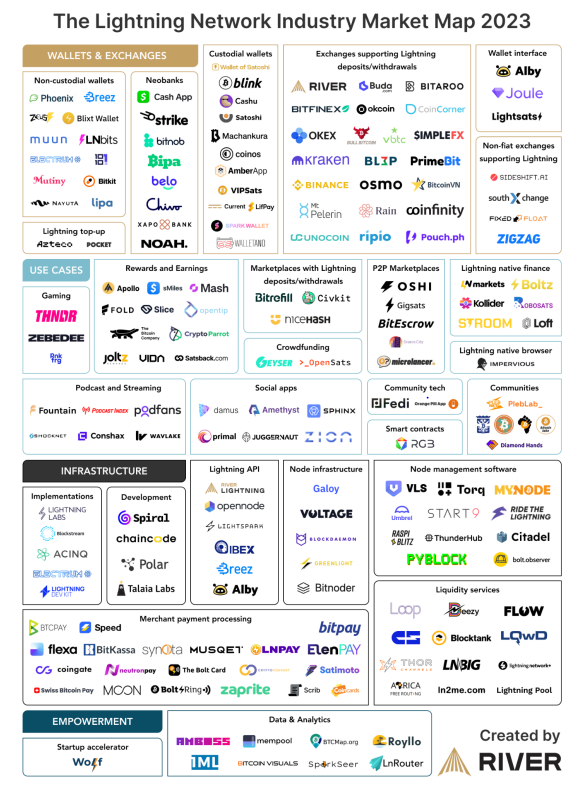 The Lightning Network Industry Market Map 2023
WALLETS & EXCHANGES
Non-custodial wallets
Phoenix
Breez
ZEUS
Blixt Wallet
muun
LNbits
ELECTRUM
Mutiny
Bitkit
NAYUTA
lipa
Lightning top-up
Azteco
POCKET
Neobanks
Cash App
strike
bitnob
Bipa
belo
Chivo
XAPO BANK
NOAH.
Custodial wallets
Wallet of Satoshi
blink
Cashu
Satoshi
Machankura
coinos
AmberApp
VIPSats
Current
LifPay
SPARK WALLET
WALLETANO
Exchanges supporting Lightning
deposits/withdrawals
RIVER
Buda.com
BITAROO
BITFINEX
okcoin
CoinCorner
OKEX
BULL BITCOIN
vbtc
SIMPLEFX
kraken
BL3P
PrimeBit
BINANCE
osmo
BitcoinVN
Mt Pelerin
Rain
coinfinity
UNOCOIN
ripio
Pouch.ph
Wallet interface
Alby
Joule
Lightsats
Non-fiat exchanges
supporting Lightning
SIDESHIFT.AI
southXchange
FIXED FLOAT
ZIGZAG
USE CASES
Gaming
THNDR
ZEBEDEE
Rewards and Earnings
Apollo
sMiles
Mash
FOLD
Slice
opentip
The Bitcoin Company
CryptoParrot
joltz
Satsback.com
Marketplaces with Lightning
deposits/withdrawals
Bitrefill
Civkit
niceHASH
Crowdfunding
GEYSER
>_OpenSats
P2P Marketplaces
OSHI
Gigsats
BitEscrow
microlancer.
Lightning native finance
LNmarkets
Boltz
Kollider
ROBOSATS
STROOM
Loft
Lightning native browser
IMPERVIOUS
Podcast and Streaming
Fountain
PODCAST INDEX
podfans
SHOCKNET
Conshax
WAVLAKE
Social apps
damus
Amethyst
SPHINX
primal
JUGGERNAUT
ZION
Community tech
Fedi
Orange Pill App
Smart contracts
RGB
Communities
PlebLab_
Diamond Hands
INFRASTRUCTURE
Implementations
LIGHTNING LABS
Blockstream
ACINQ
ELECTRUM
LIGHTNING DEV KIT
Development
Spiral
chaincode
Polar
Talaia Labs
Lightning API
RIVER LIGHTNING
opennode
LIGHTSPARK
IBEX
Breez
Alby
Node infrastructure
Galoy
VOLTAGE
BLOCKDAEMON
GREENLIGHT
Bitnoder
Node management software
VLS
Torq
MYNODE
Umbrel
START9
RIDE THE LIGHTNING
RASPIBLITZ
ThunderHub
Citadel
PYBLOCK
bolt.observer
Merchant payment processing
BTCPAY
Speed
bitpay
flexa
BitKassa
synota
MUSQET
LNPAY
ElenPAY
coingate
neutronpay
The Bolt Card
Satimoto
Swiss Bitcoin Pay
MOON
Bolt Ring
zaprite
Scrib
Liquidity services
Loop
Deezy
FLOW
Blocktank
LQwD
THOR CHANNELS
LNBIG
lightning network+
FREE ROUTING
ln2me.com
Lightning Pool
EMPOWERMENT
Startup accelerator
Wolf
Data & Analytics
AMBOSS
mempool
BTCMap.org
Royllo
1ML
BITCOIN VISUALS
SparkSeer
LnRouter
Created by
RIVER